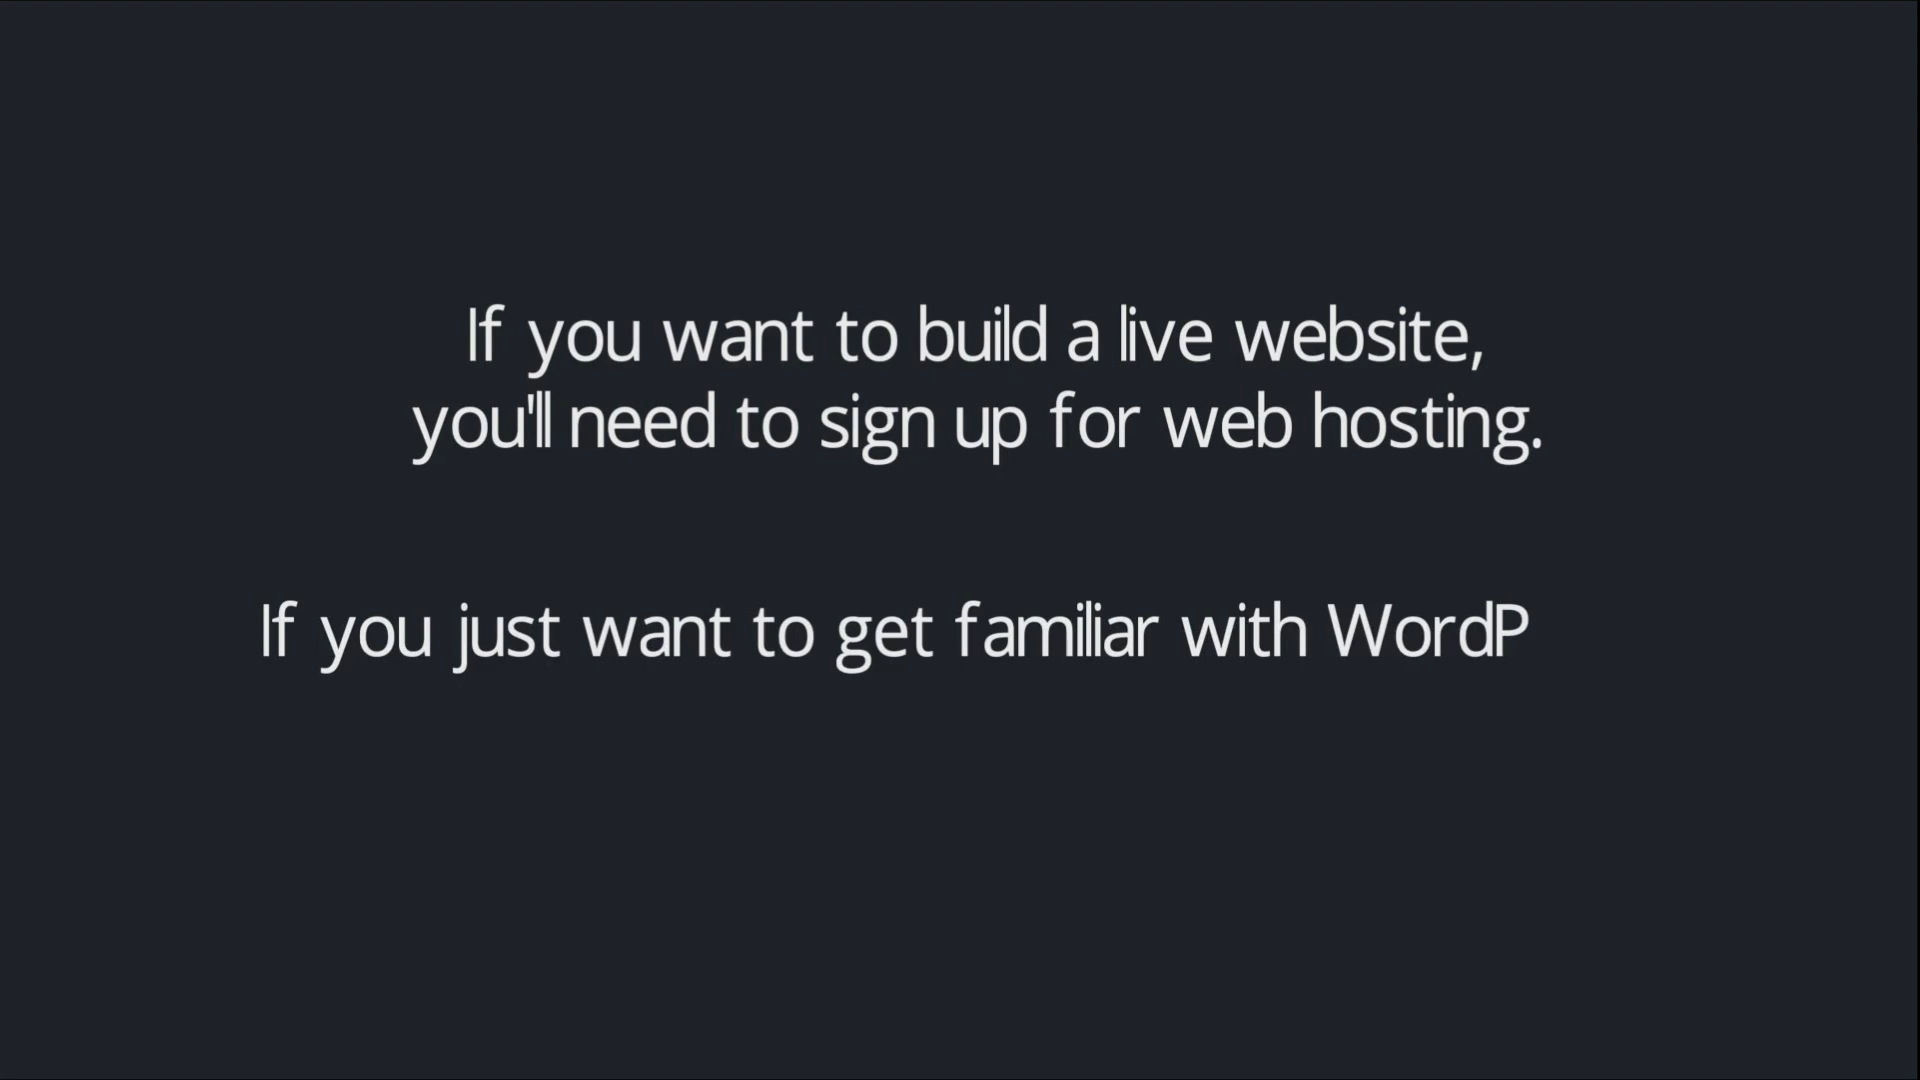 If you want to build a live website,
you'll need to sign up for web hosting.
If you just want to get familiar with WordP